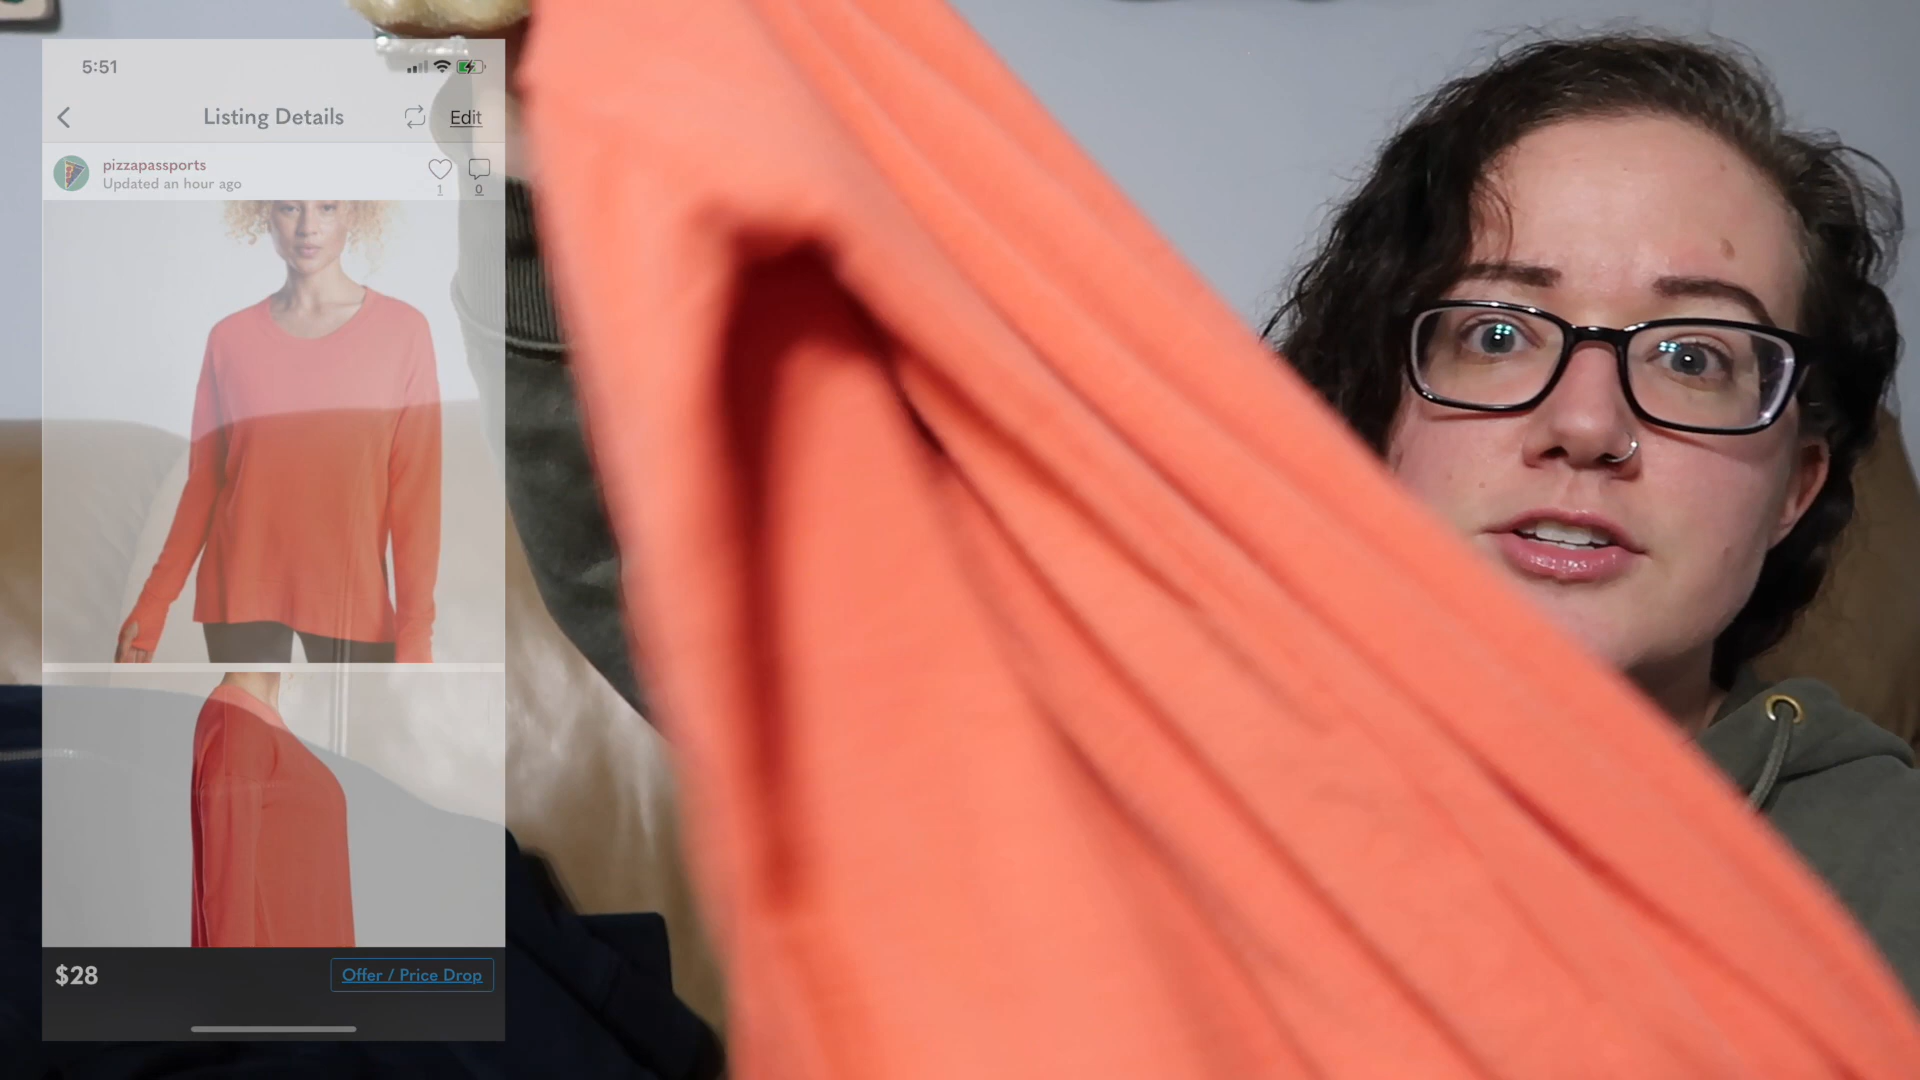 5:51
Listing Details
Edit
pizzapassports
Updated an hour ago
1
0
$28
Offer / Price Drop